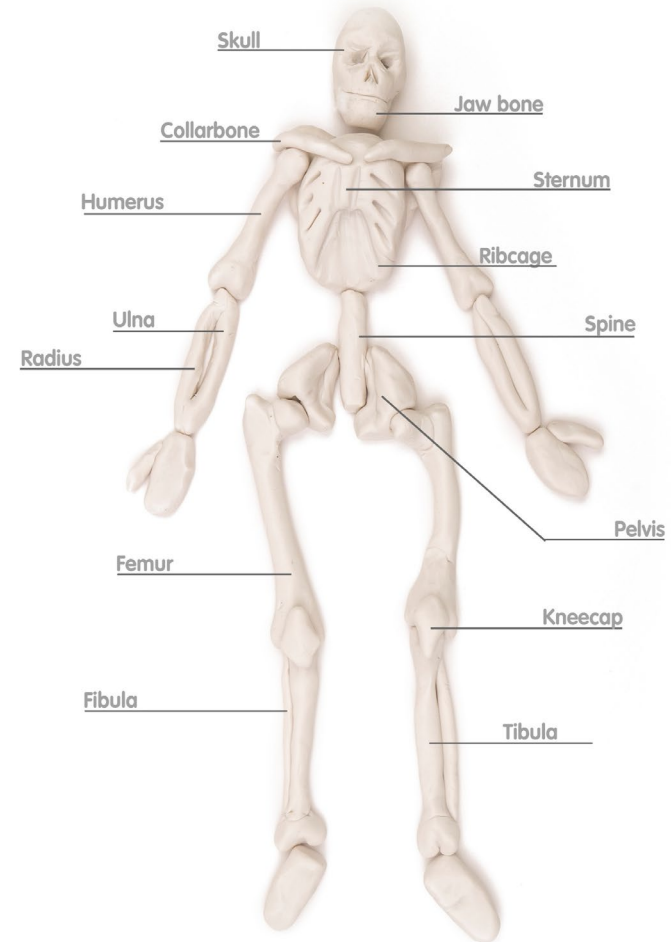 Skull
Jaw bone
Collarbone
Sternum
Humerus
Ribcage
Ulna
Spine
Radius
Pelvis
Femur
Kneecap
Fibula
Tibula